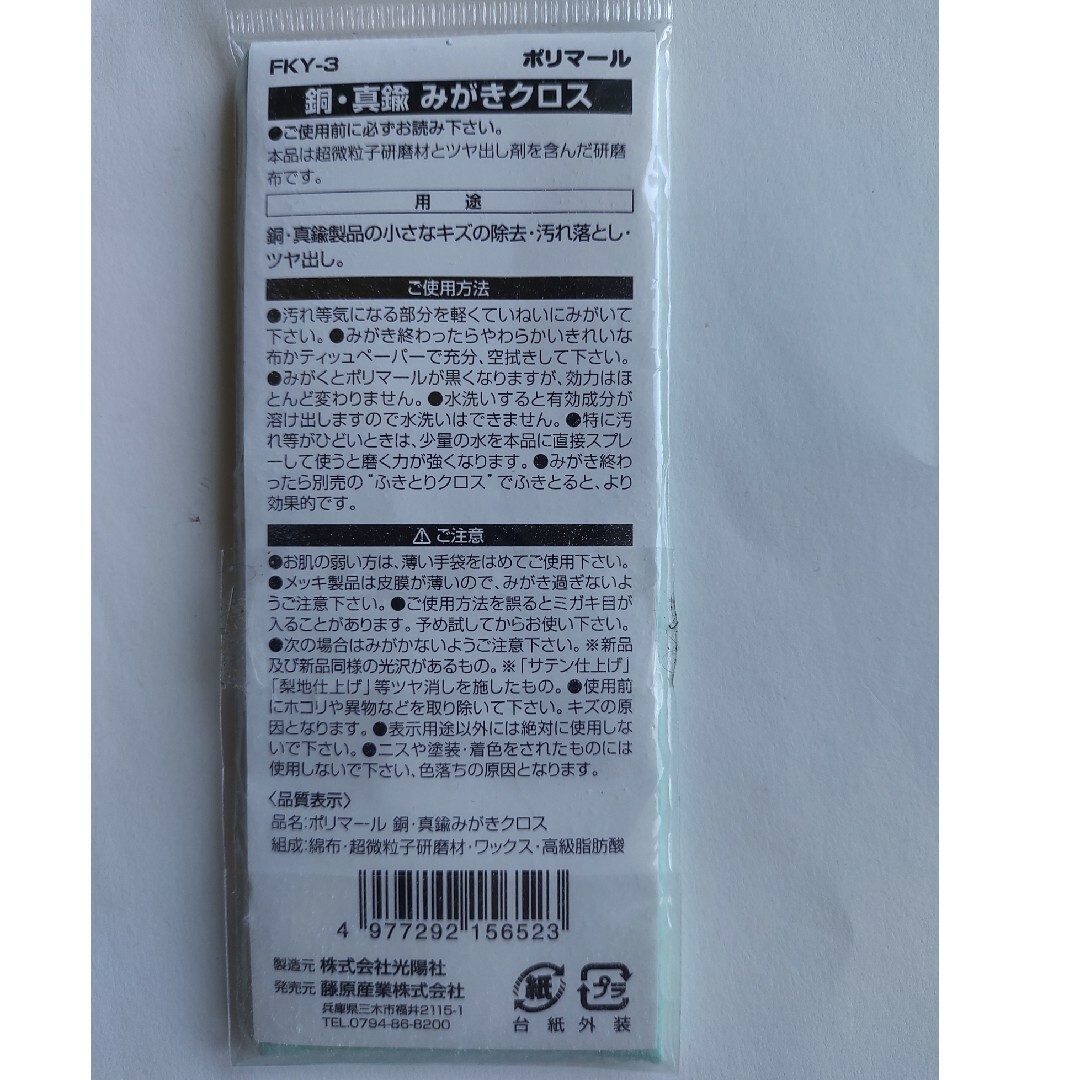 FKY-3 ポリマール
銅・真鍮 みがきクロス
●ご使用前に必ずお読み下さい。
本品は超微粒子研磨材とツヤ出し剤を含んだ研磨
布です。
用 途
銅・真鍮製品の小さなキズの除去・汚れ落とし・
ツヤ出し。
ご使用方法
●汚れ等気になる部分を軽くていねいにみがいて
下さい。●みがき終わったらやわらかいきれいな
布かティッシュペーパーで充分、空拭きして下さい。
●みがくとポリマールが黒くなりますが、効力はほ
とんど変わりません。●水洗いすると有効成分が
溶け出しますので水洗いはできません。●特に汚
れ等がひどいときは、少量の水を本品に直接スプレ
ーして使うと磨く力が強くなります。●みがき終わ
ったら別売の“ふきとりクロス”でふきとると、より
効果的です。
⚠ ご注意
●お肌の弱い方は、薄い手袋をはめてご使用下さい。
●メッキ製品は皮膜が薄いので、みがき過ぎないよ
うご注意下さい。●ご使用方法を誤るとミガキ目が
入ることがあります。予め試してからお使い下さい。
●次の場合はみがかないようご注意下さい。※新品
及び新品同様の光沢があるもの。※「サテン仕上げ」
「梨地仕上げ」等ツヤ消しを施したもの。●使用前
にホコリや異物などを取り除いて下さい。キズの原
因となります。●表示用途以外には絶対に使用しな
いで下さい。●ニスや塗装・着色をされたものには
使用しないで下さい、色落ちの原因となります。
〈品質表示〉
品名:ポリマール 銅・真鍮みがきクロス
組成:綿布・超微粒子研磨材・ワックス・高級脂肪酸
4 977292 156523
製造元 株式会社光陽社
発売元 藤原産業株式会社
兵庫県三木市福井2115-1
TEL.0794-86-8200
紙 プラ
台紙 外装